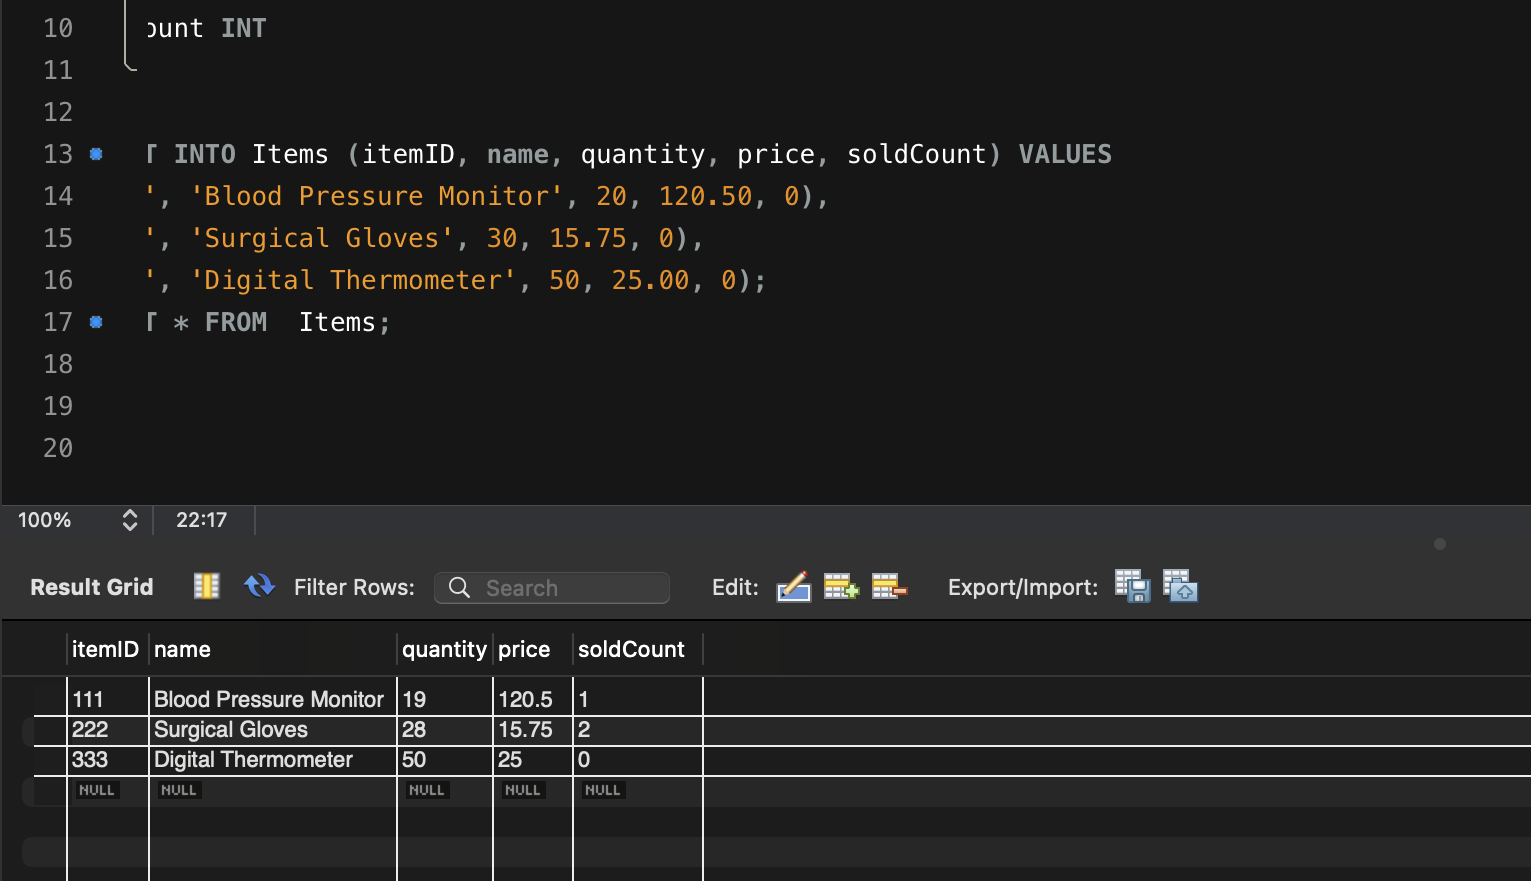 10 ount INT
11
12
13 T INTO Items (itemID, name, quantity, price, soldCount) VALUES
14 ', 'Blood Pressure Monitor', 20, 120.50, 0),
15 ', 'Surgical Gloves', 30, 15.75, 0),
16 ', 'Digital Thermometer', 50, 25.00, 0);
17 T * FROM  Items;
18
19
20
100% 22:17
Result Grid Filter Rows: Search Edit: Export/Import:
itemID name quantity price soldCount
111 Blood Pressure Monitor 19 120.5 1
222 Surgical Gloves 28 15.75 2
333 Digital Thermometer 50 25 0
NULL NULL NULL NULL NULL